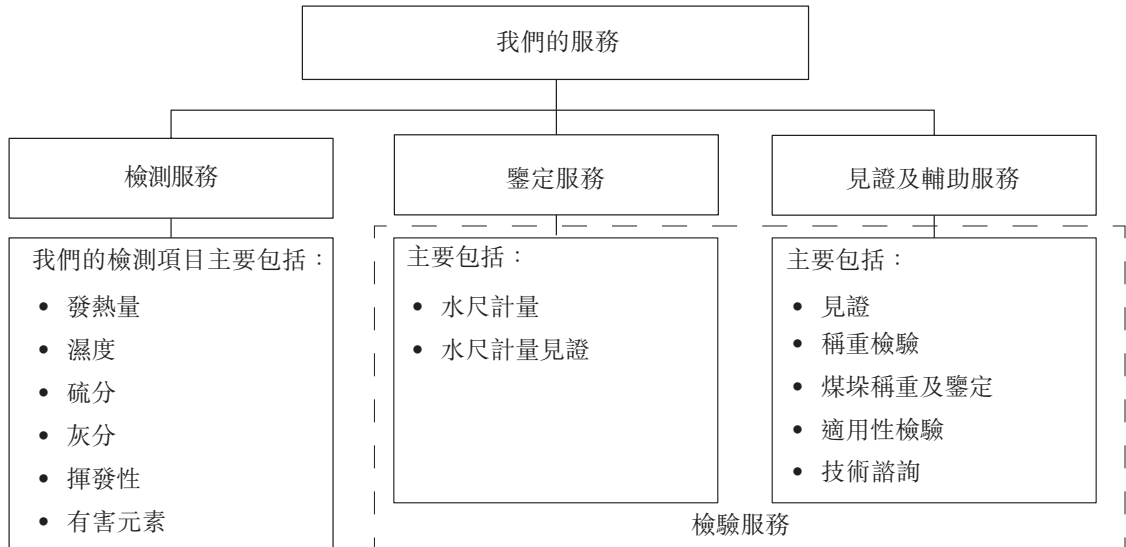 我們的服務
檢測服務
鑒定服務
見證及輔助服務
我們的檢測項目主要包括：
• 發熱量
• 濕度
• 硫分
• 灰分
• 揮發性
• 有害元素
主要包括：
• 水尺計量
• 水尺計量見證
主要包括：
• 見證
• 稱重檢驗
• 煤垛稱重及鑒定
• 適用性檢驗
• 技術諮詢
檢驗服務